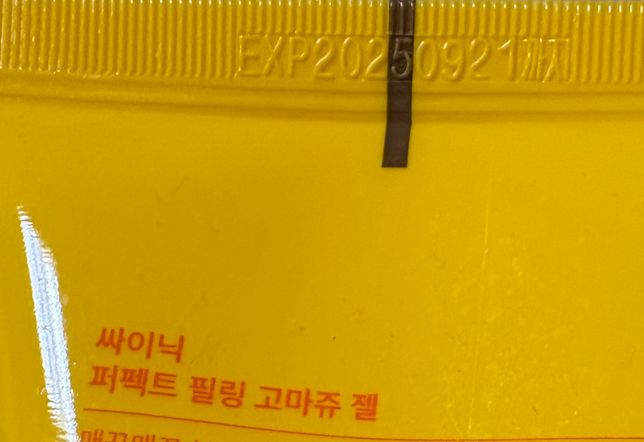 EXP20250921까지
싸이닉
퍼펙트 필링 고마쥬 젤